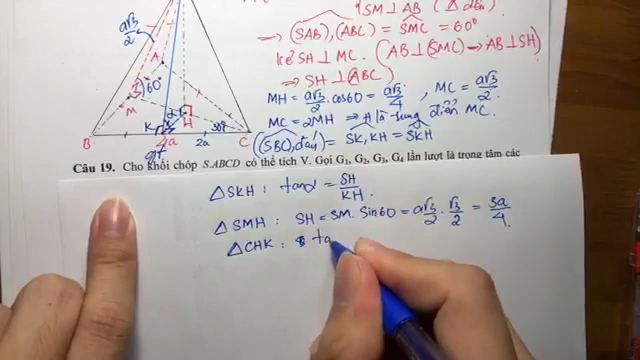 SM ⊥ AB (Δ đều)
→ (SAB), (ABC) = SMC = 60°
kẻ SH ⊥ MC. (AB ⊥ (SMC) → AB ⊥ SH)
⇒ SH ⊥ (ABC)
MH = a√3/2 . cos60 = a√3/4, MC = a√3/2.
MC = 2MH ⇒ H là trung điểm MC.
(SBC, đáy) = SK, KH = SKH
a√3/2
A
60°
M
H
K
B
4a
2a
30°
C
Câu 19. Cho khối chóp S.ABCD có thể tích V. Gọi G1, G2, G3, G4 lần lượt là trọng tâm các
ΔSKH : tanα = SH/KH.
ΔSMH : SH = SM. Sin60 = a√3/2 . √3/2 = 3a/4.
ΔCHK : ta